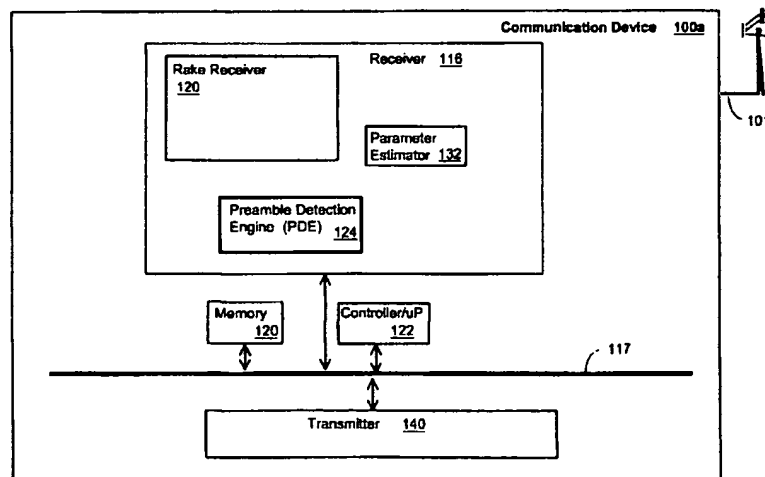 Communication Device 100a
Receiver 116
Rake Receiver
120
Parameter
Estimator 132
Preamble Detection
Engine (PDE) 124
Memory
120
Controller/uP
122
117
Transmitter 140
101